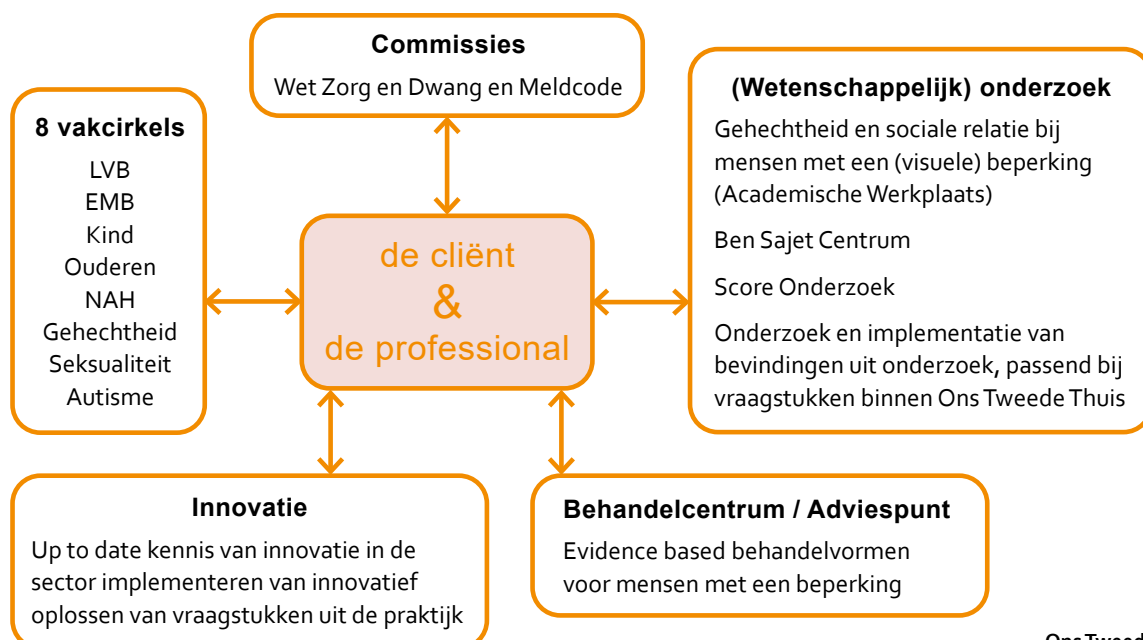 Commissies
Wet Zorg en Dwang en Meldcode
8 vakcirkels
LVB
EMB
Kind
Ouderen
NAH
Gehechtheid
Seksualiteit
Autisme
de cliënt
&
de professional
(Wetenschappelijk) onderzoek
Gehechtheid en sociale relatie bij
mensen met een (visuele) beperking
(Academische Werkplaats)
Ben Sajet Centrum
Score Onderzoek
Onderzoek en implementatie van
bevindingen uit onderzoek, passend bij
vraagstukken binnen Ons Tweede Thuis
Innovatie
Up to date kennis van innovatie in de
sector implementeren van innovatief
oplossen van vraagstukken uit de praktijk
Behandelcentrum / Adviespunt
Evidence based behandelvormen
voor mensen met een beperking
Ons Tweed